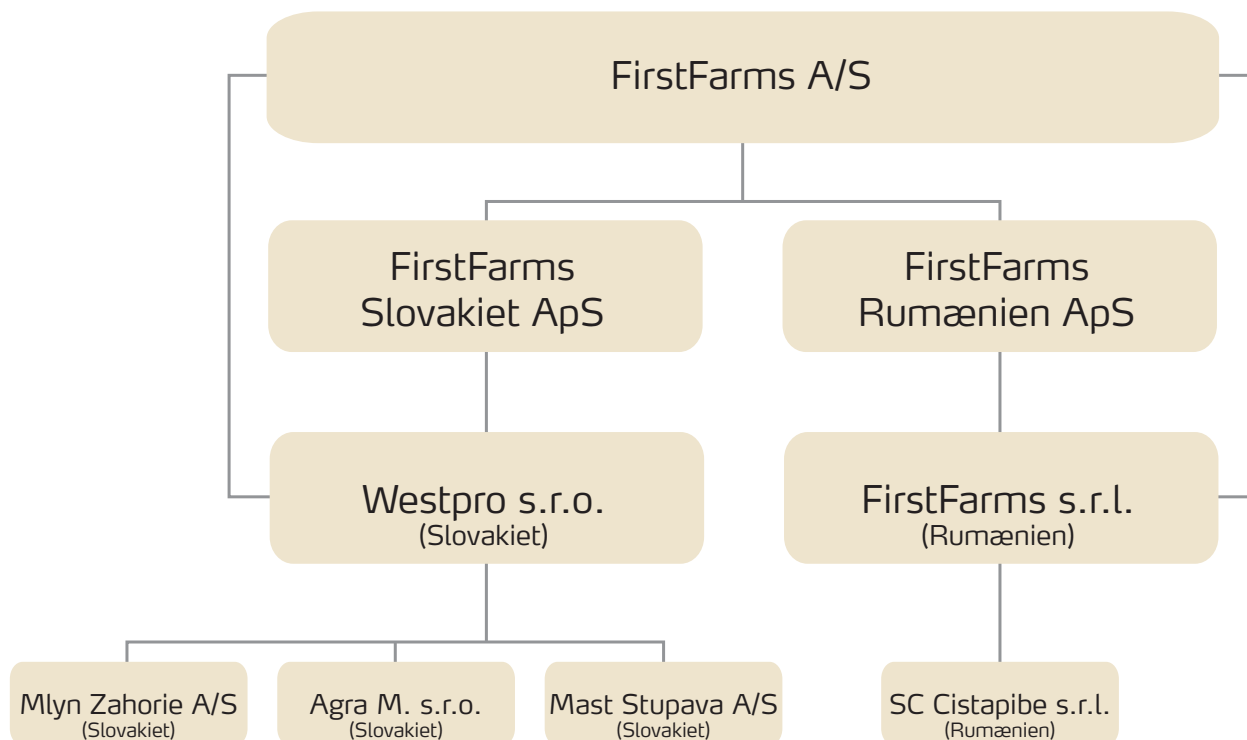 FirstFarms A/S
FirstFarms
Slovakiet ApS
FirstFarms
Rumænien ApS
Westpro s.r.o.
(Slovakiet)
FirstFarms s.r.l.
(Rumænien)
Mlyn Zahorie A/S
(Slovakiet)
Agra M. s.r.o.
(Slovakiet)
Mast Stupava A/S
(Slovakiet)
SC Cistapibe s.r.l.
(Rumænien)